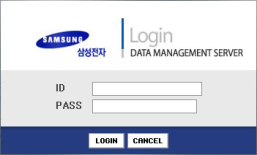 SAMSUNG
삼성전자
Login
DATA MANAGEMENT SERVER
ID
PASS
LOGIN CANCEL